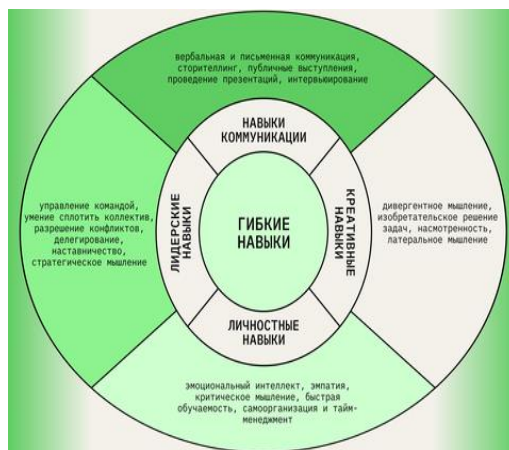 вербальная и письменная коммуникация,
сторителлинг, публичные выступления,
проведение презентаций, интервьюирование
НАВЫКИ
КОММУНИКАЦИИ
управление командой,
умение сплотить коллектив,
разрешение конфликтов,
делегирование,
наставничество,
стратегическое мышление
ЛИДЕРСКИЕ
НАВЫКИ
ГИБКИЕ
НАВЫКИ
КРЕАТИВНЫЕ
НАВЫКИ
дивергентное мышление,
изобретательское решение
задач, насмотренность,
латеральное мышление
ЛИЧНОСТНЫЕ
НАВЫКИ
эмоциональный интеллект, эмпатия,
критическое мышление, быстрая
обучаемость, самоорганизация и тайм-
менеджмент